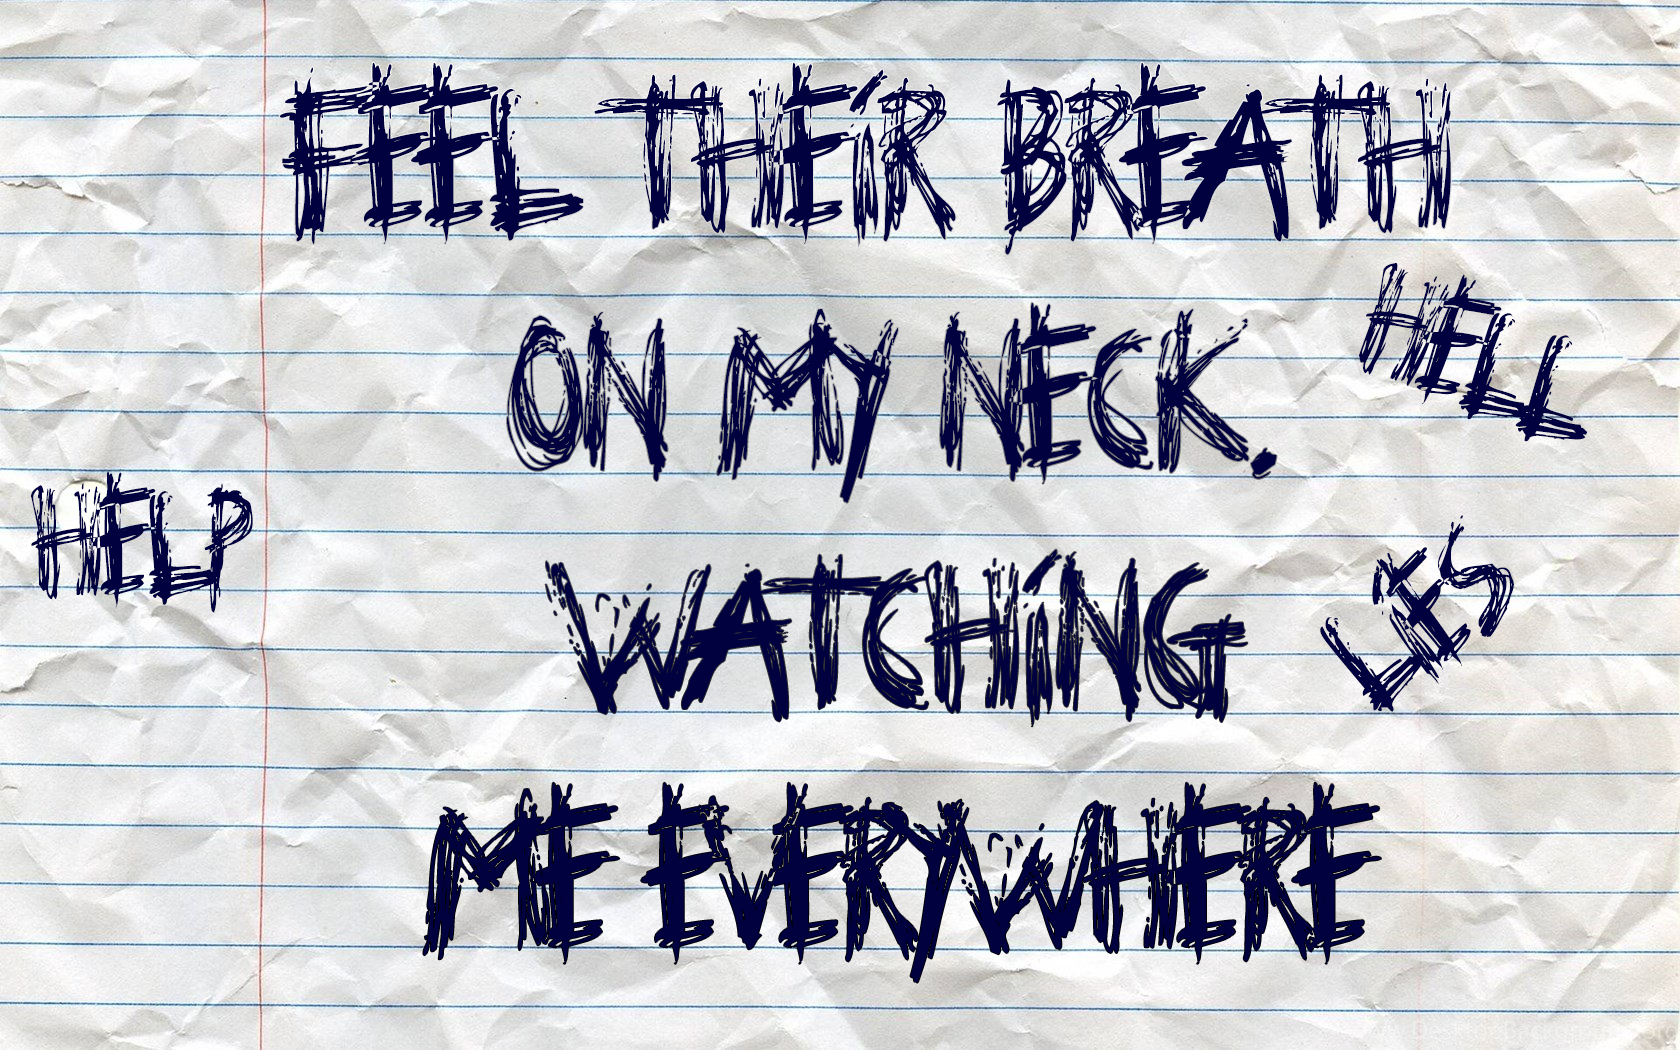 FEEL THEiR BREATH
ON MY NECK.
HELL
HELP
WATCHiNG
LiES
ME EVERYWHERE